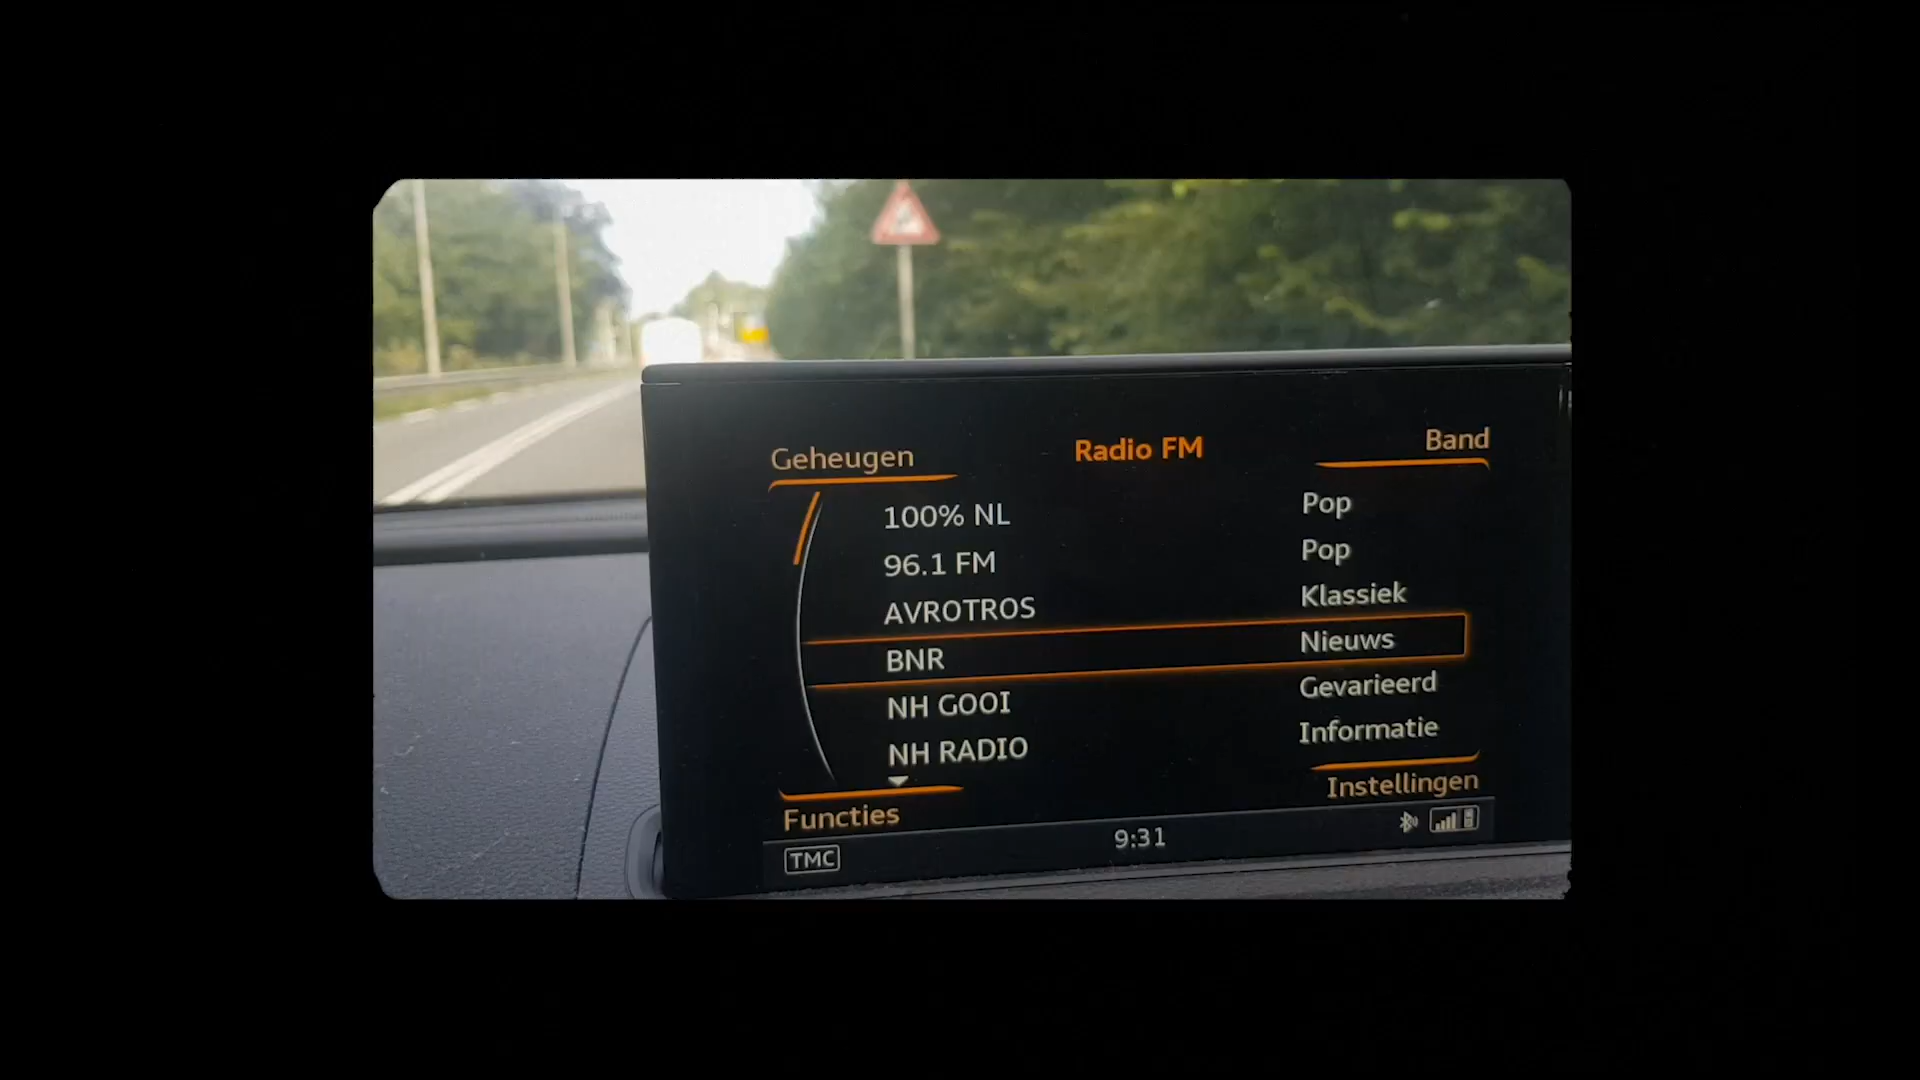 Geheugen Radio FM Band
100% NL Pop
96.1 FM Pop
AVROTROS Klassiek
BNR Nieuws
NH GOOI Gevarieerd
NH RADIO Informatie
Functies Instellingen
TMC 9:31